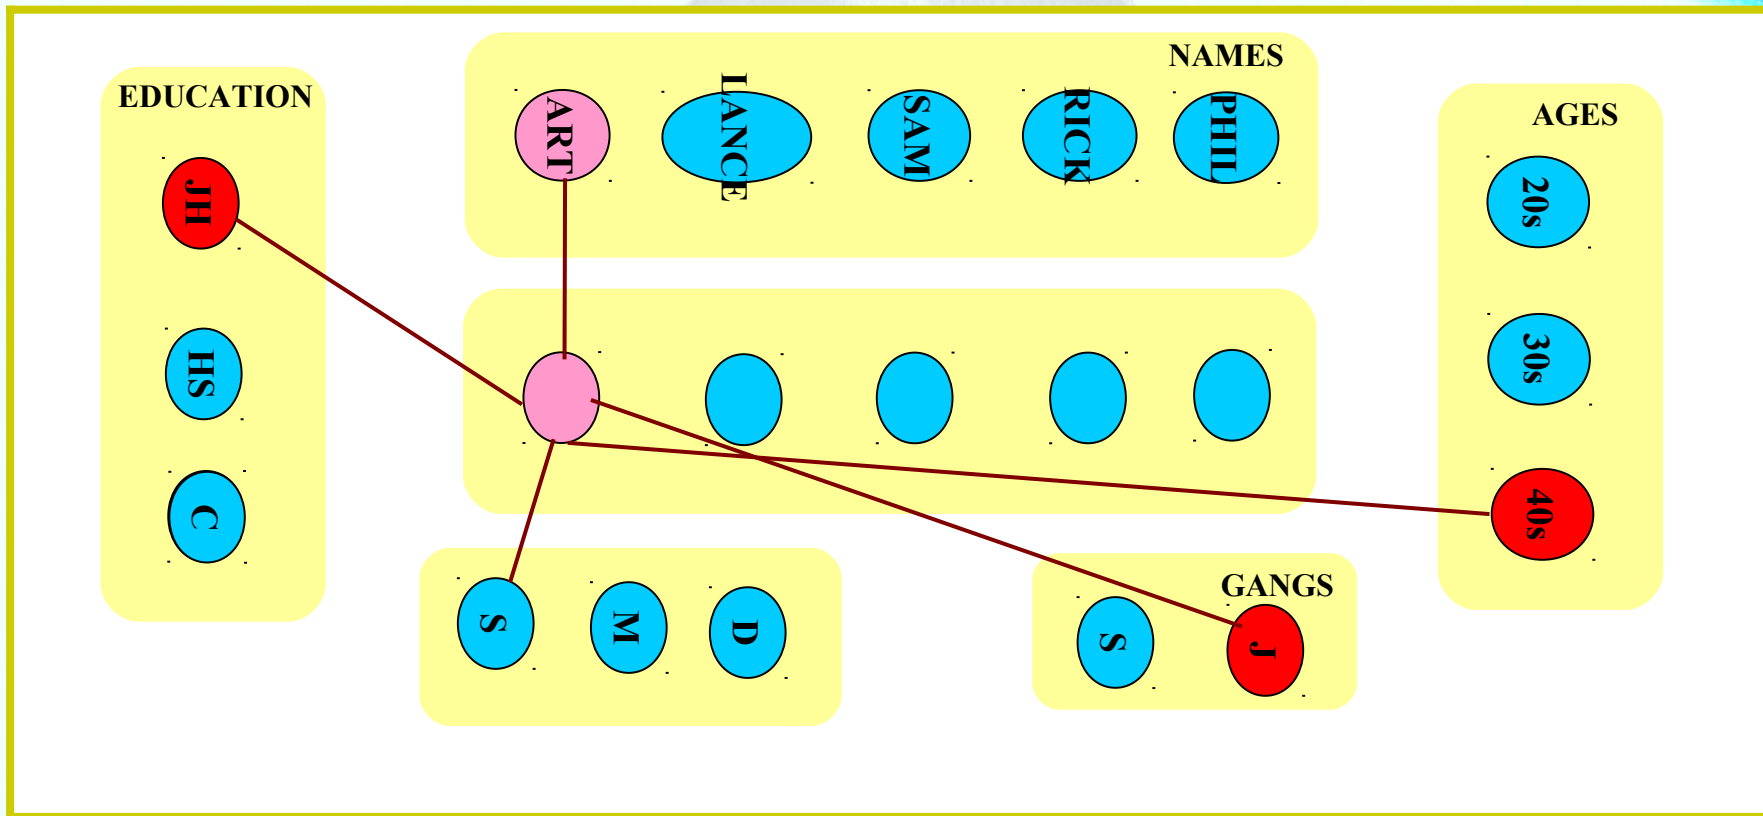 EDUCATION
JH
HS
C
NAMES
ART
LANCE
SAM
RICK
PHIL
AGES
20s
30s
40s
S
M
D
GANGS
S
J